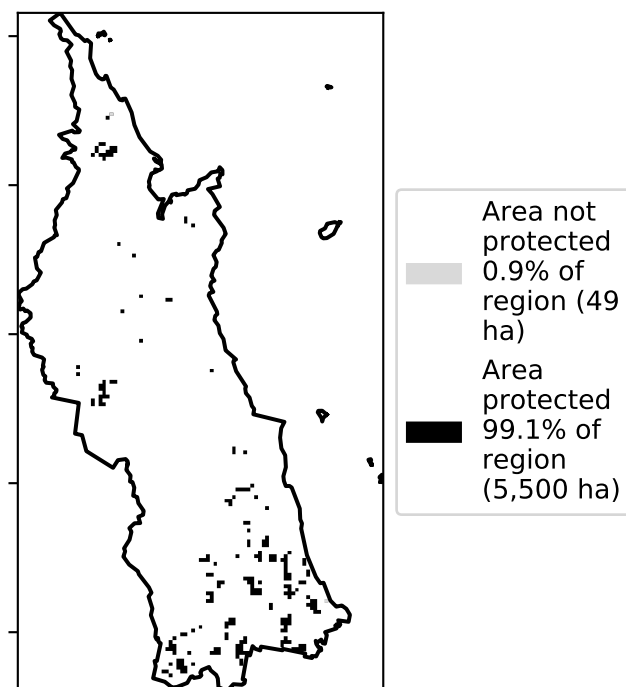 Area not
protected
0.9% of
region (49
ha)
Area
protected
99.1% of
region
(5,500 ha)